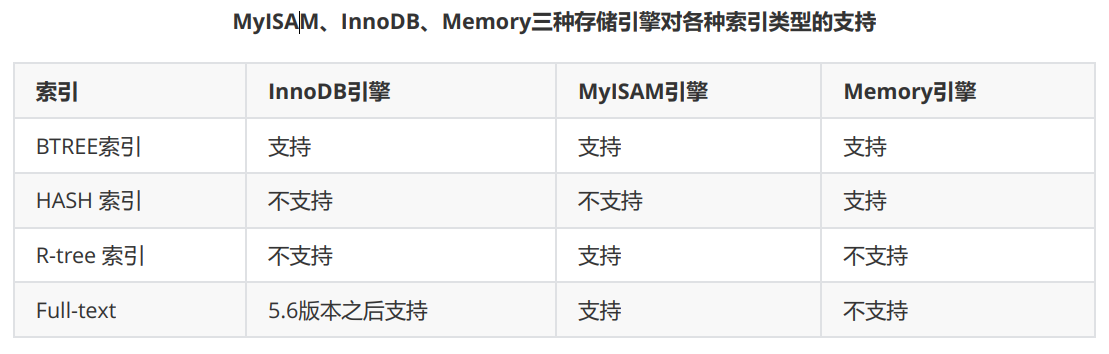 MyISAM、InnoDB、Memory三种存储引擎对各种索引类型的支持
索引 InnoDB引擎 MyISAM引擎 Memory引擎
BTREE索引 支持 支持 支持
HASH 索引 不支持 不支持 支持
R-tree 索引 不支持 支持 不支持
Full-text 5.6版本之后支持 支持 不支持